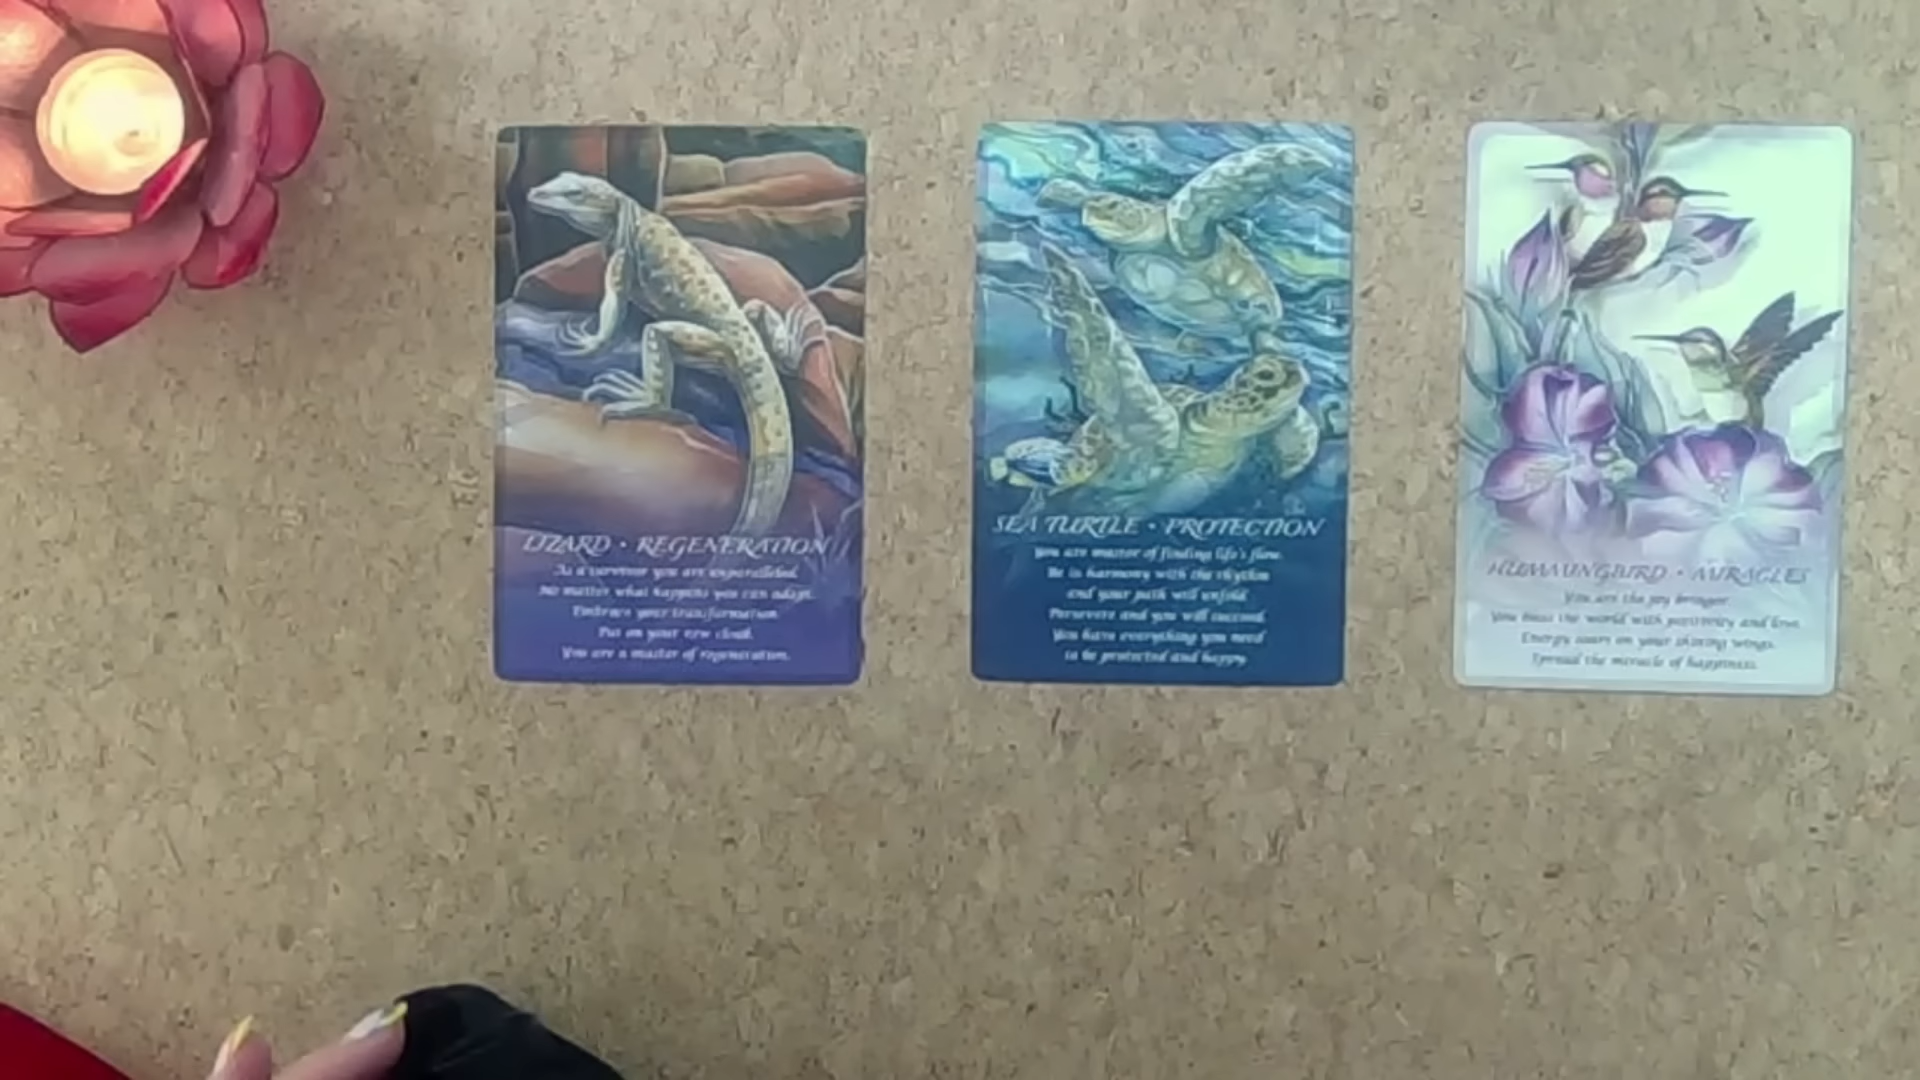 LIZARD • REGENERATION
As a survivor you are unparalleled.
No matter what happens you can adapt.
Embrace your transformation.
Put on your new cloak.
You are a master of regeneration.
SEA TURTLE • PROTECTION
You are master of finding life's flow.
Be in harmony with the rhythm
and your path will unfold.
Persevere and you will succeed.
You have everything you need
to be protected and happy.
HUMMINGBIRD • MIRACLES
You are the joy bringer.
You the world with positivity and love.
Energy soars on your wings.
Spread the miracle of happiness.